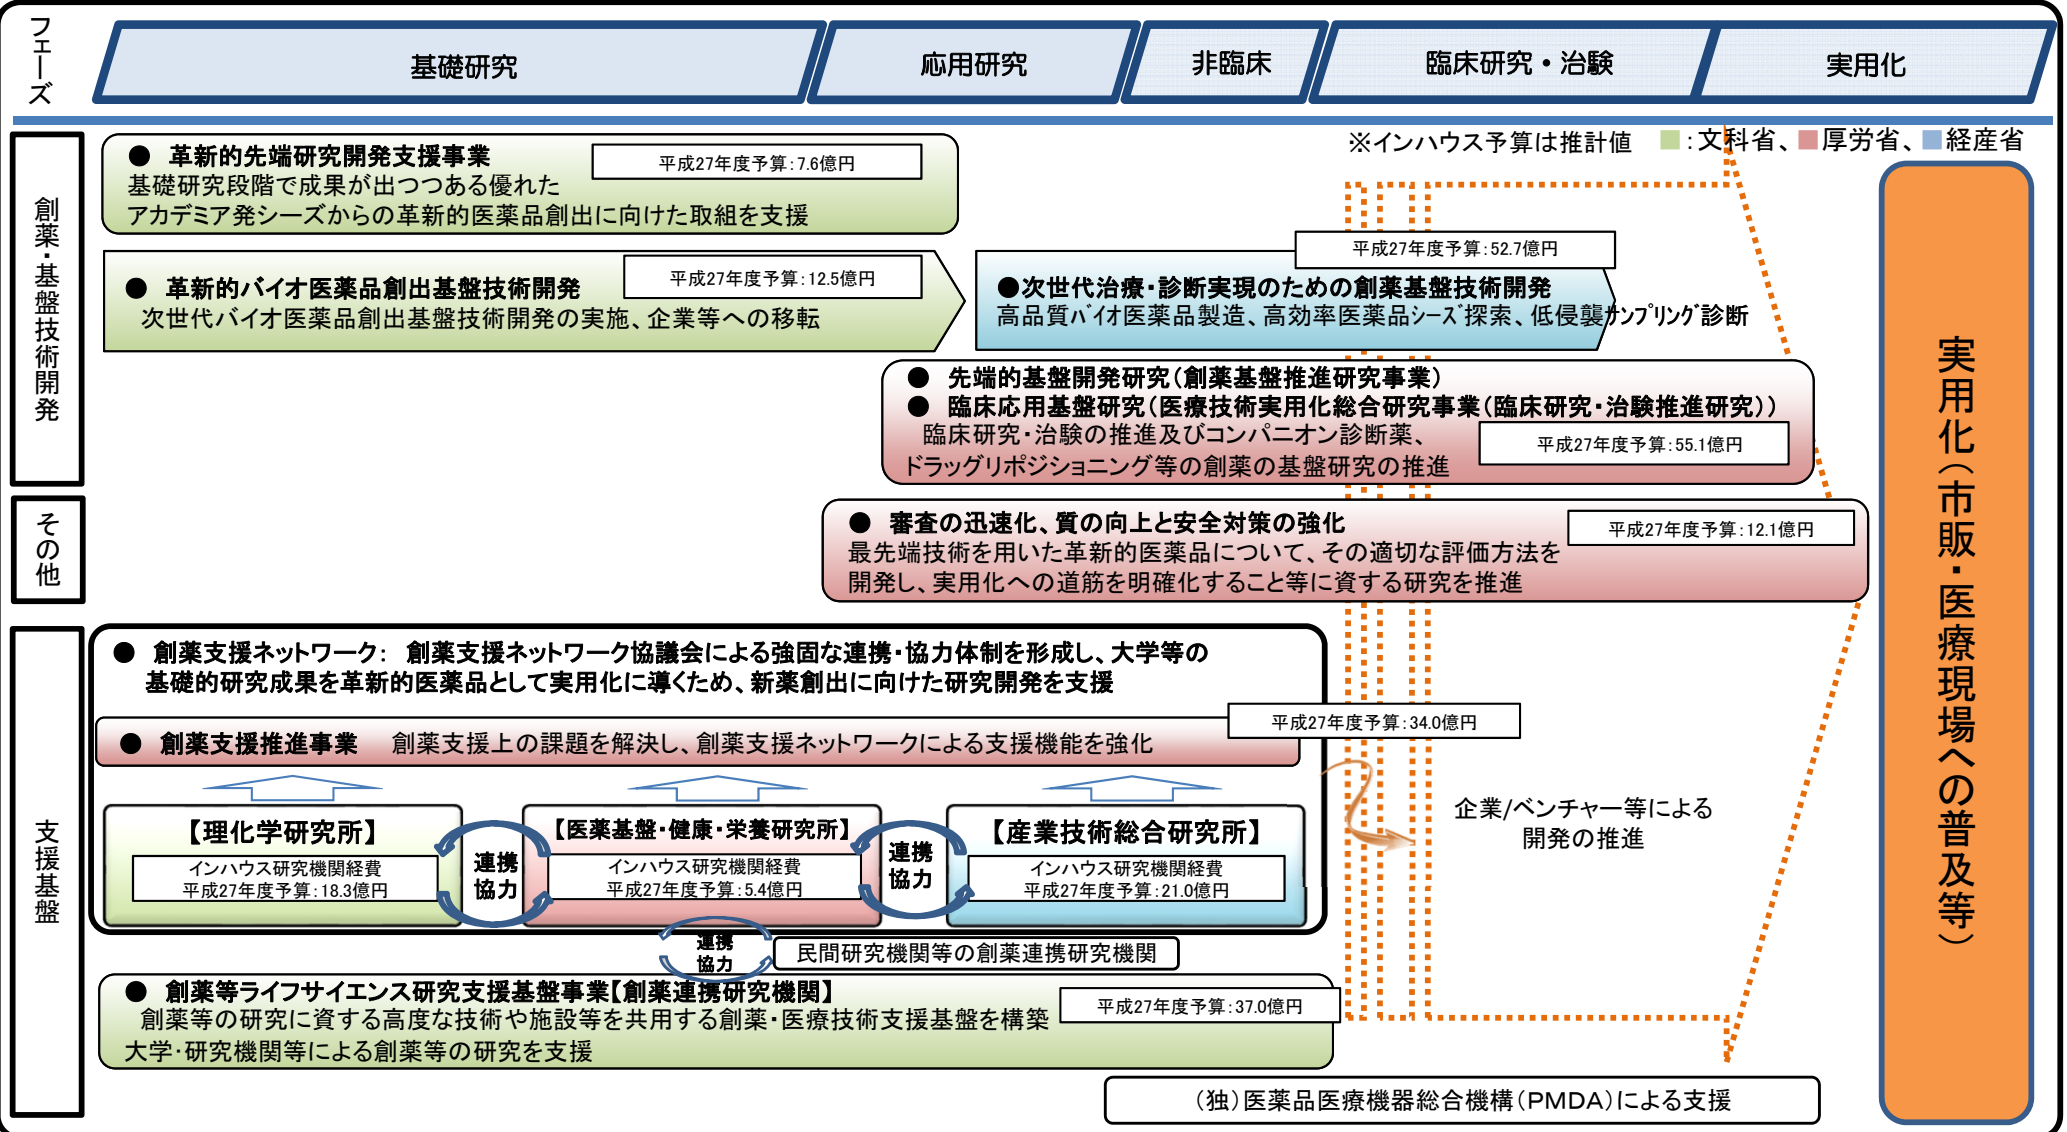 フェーズ
基礎研究
応用研究
非臨床
臨床研究・治験
実用化
※インハウス予算は推計値
:文科省、
厚労省、
経産省
創薬・基盤技術開発
● 革新的先端研究開発支援事業
平成27年度予算:7.6億円
基礎研究段階で成果が出つつある優れた
アカデミア発シーズからの革新的医薬品創出に向けた取組を支援
● 革新的バイオ医薬品創出基盤技術開発
平成27年度予算:12.5億円
次世代バイオ医薬品創出基盤技術開発の実施、企業等への移転
平成27年度予算:52.7億円
●次世代治療・診断実現のための創薬基盤技術開発
高品質バイオ医薬品製造、高効率医薬品シーズ探索、低侵襲サンプリング診断
● 先端的基盤開発研究(創薬基盤推進研究事業)
● 臨床応用基盤研究(医療技術実用化総合研究事業(臨床研究・治験推進研究))
臨床研究・治験の推進及びコンパニオン診断薬、
ドラッグリポジショニング等の創薬の基盤研究の推進
平成27年度予算:55.1億円
その他
● 審査の迅速化、質の向上と安全対策の強化
平成27年度予算:12.1億円
最先端技術を用いた革新的医薬品について、その適切な評価方法を
開発し、実用化への道筋を明確化すること等に資する研究を推進
支援基盤
● 創薬支援ネットワーク: 創薬支援ネットワーク協議会による強固な連携・協力体制を形成し、大学等の
基礎的研究成果を革新的医薬品として実用化に導くため、新薬創出に向けた研究開発を支援
平成27年度予算:34.0億円
● 創薬支援推進事業 創薬支援上の課題を解決し、創薬支援ネットワークによる支援機能を強化
【理化学研究所】
インハウス研究機関経費
平成27年度予算:18.3億円
連携
協力
【医薬基盤・健康・栄養研究所】
インハウス研究機関経費
平成27年度予算:5.4億円
連携
協力
【産業技術総合研究所】
インハウス研究機関経費
平成27年度予算:21.0億円
企業/ベンチャー等による
開発の推進
連携
協力
民間研究機関等の創薬連携研究機関
● 創薬等ライフサイエンス研究支援基盤事業【創薬連携研究機関】
平成27年度予算:37.0億円
創薬等の研究に資する高度な技術や施設等を共用する創薬・医療技術支援基盤を構築
大学・研究機関等による創薬等の研究を支援
(独)医薬品医療機器総合機構(PMDA)による支援
実用化(市販・医療現場への普及等)